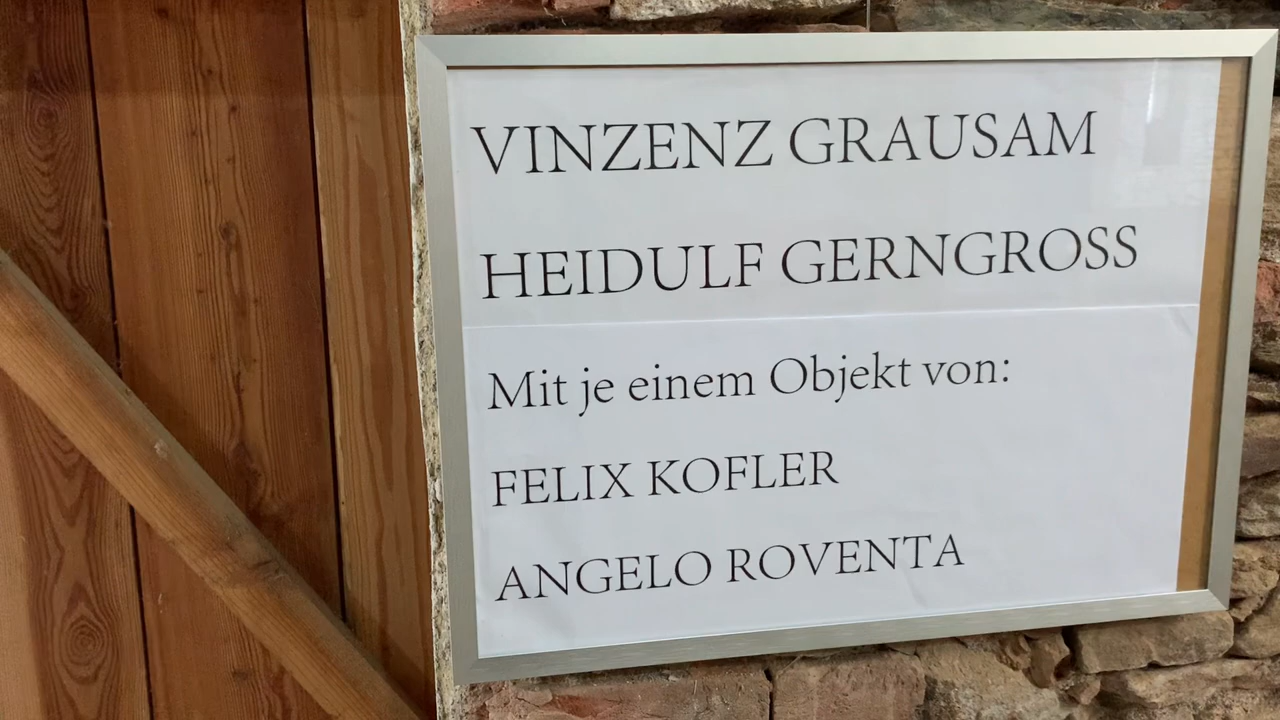 VINZENZ GRAUSAM
HEIDULF GERNGROSS
Mit je einem Objekt von:
FELIX KOFLER
ANGELO ROVENTA